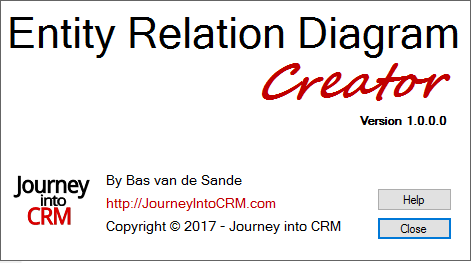 Entity Relation Diagram
Creator
Version 1.0.0.0
Journey
into
CRM
By Bas van de Sande
http://JourneyIntoCRM.com
Copyright © 2017 - Journey into CRM
Help
Close